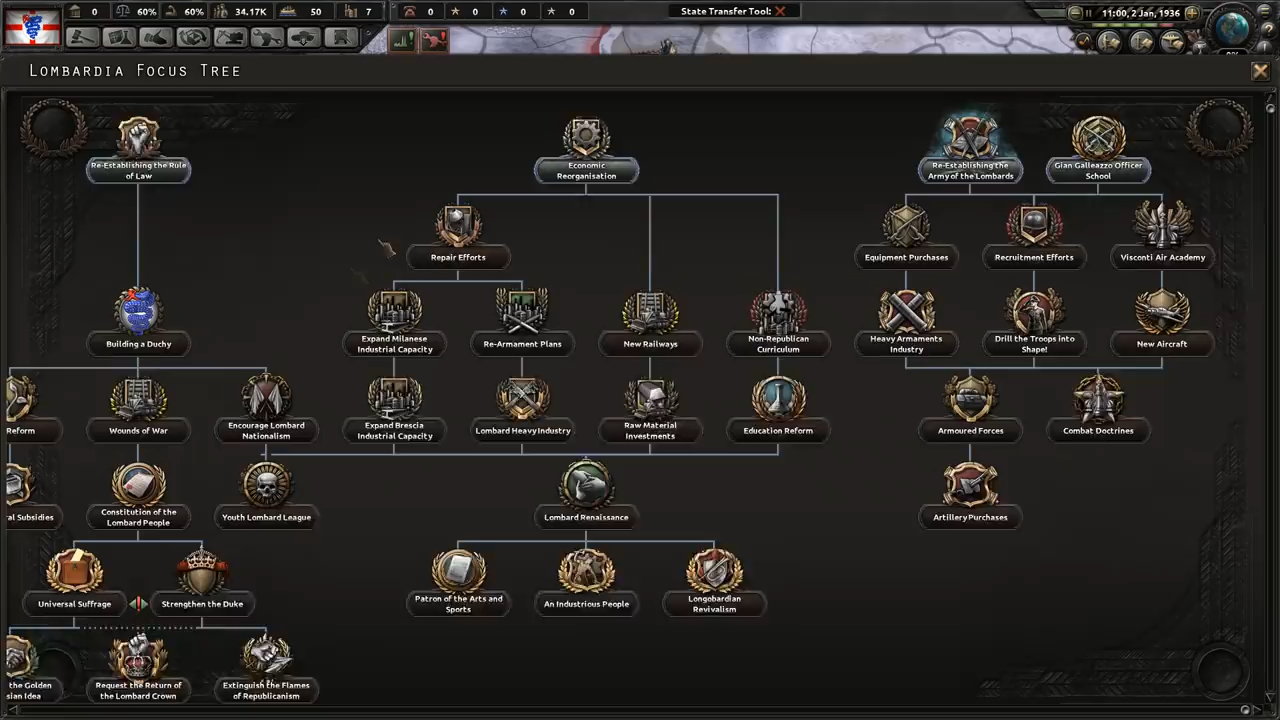 0 60% 60% 34.17K 50 7 0 0 0 0 State Transfer Tool: 11:00, 2 Jan, 1936
LOMBARDIA FOCUS TREE
Re-Establishing the Rule
of Law
Economic
Reorganisation
Re-Establishing the
Army of the Lombards
Gian Galleazzo Officer
School
Repair Efforts
Equipment Purchases
Recruitment Efforts
Visconti Air Academy
Building a Duchy
Expand Milanese
Industrial Capacity
Re-Armament Plans
New Railways
Non-Republican
Curriculum
Heavy Armaments
Industry
Drill the Troops into
Shape!
New Aircraft
Reform
Wounds of War
Encourage Lombard
Nationalism
Expand Brescia
Industrial Capacity
Lombard Heavy Industry
Raw Material
Investments
Education Reform
Armoured Forces
Combat Doctrines
ral Subsidies
Constitution of the
Lombard People
Youth Lombard League
Lombard Renaissance
Artillery Purchases
Universal Suffrage
Strengthen the Duke
Patron of the Arts and
Sports
An Industrious People
Longobardian
Revivalism
the Golden
sian Idea
Request the Return of
the Lombard Crown
Extinguish the Flames
of Republicanism